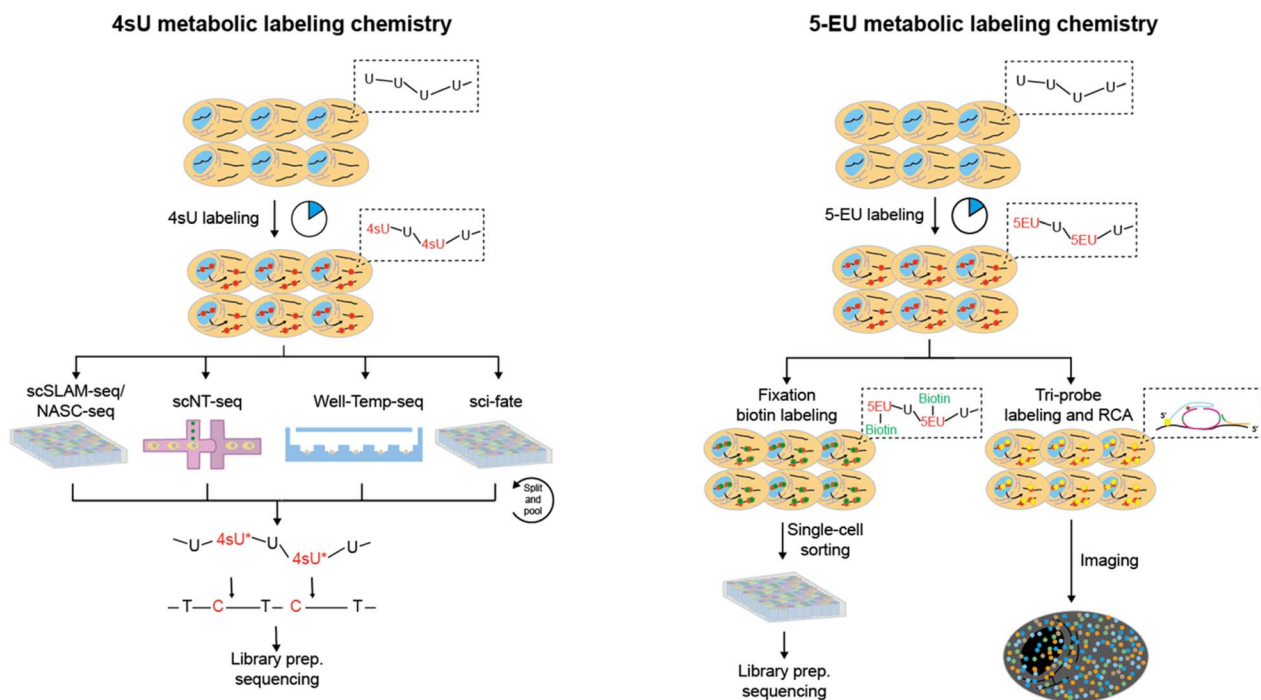 4sU metabolic labeling chemistry
U U U U
4sU labeling
4sU U 4sU U
scSLAM-seq/
NASC-seq
scNT-seq
Well-Temp-seq
sci-fate
Split
and
pool
U 4sU* U 4sU* U
T C T C T
Library prep.
sequencing
5-EU metabolic labeling chemistry
U U U U
5-EU labeling
5EU U 5EU U
Fixation
biotin labeling
Biotin
5EU U 5EU U
Biotin
Tri-probe
labeling and RCA
5'
5'
Single-cell
sorting
Library prep.
sequencing
Imaging